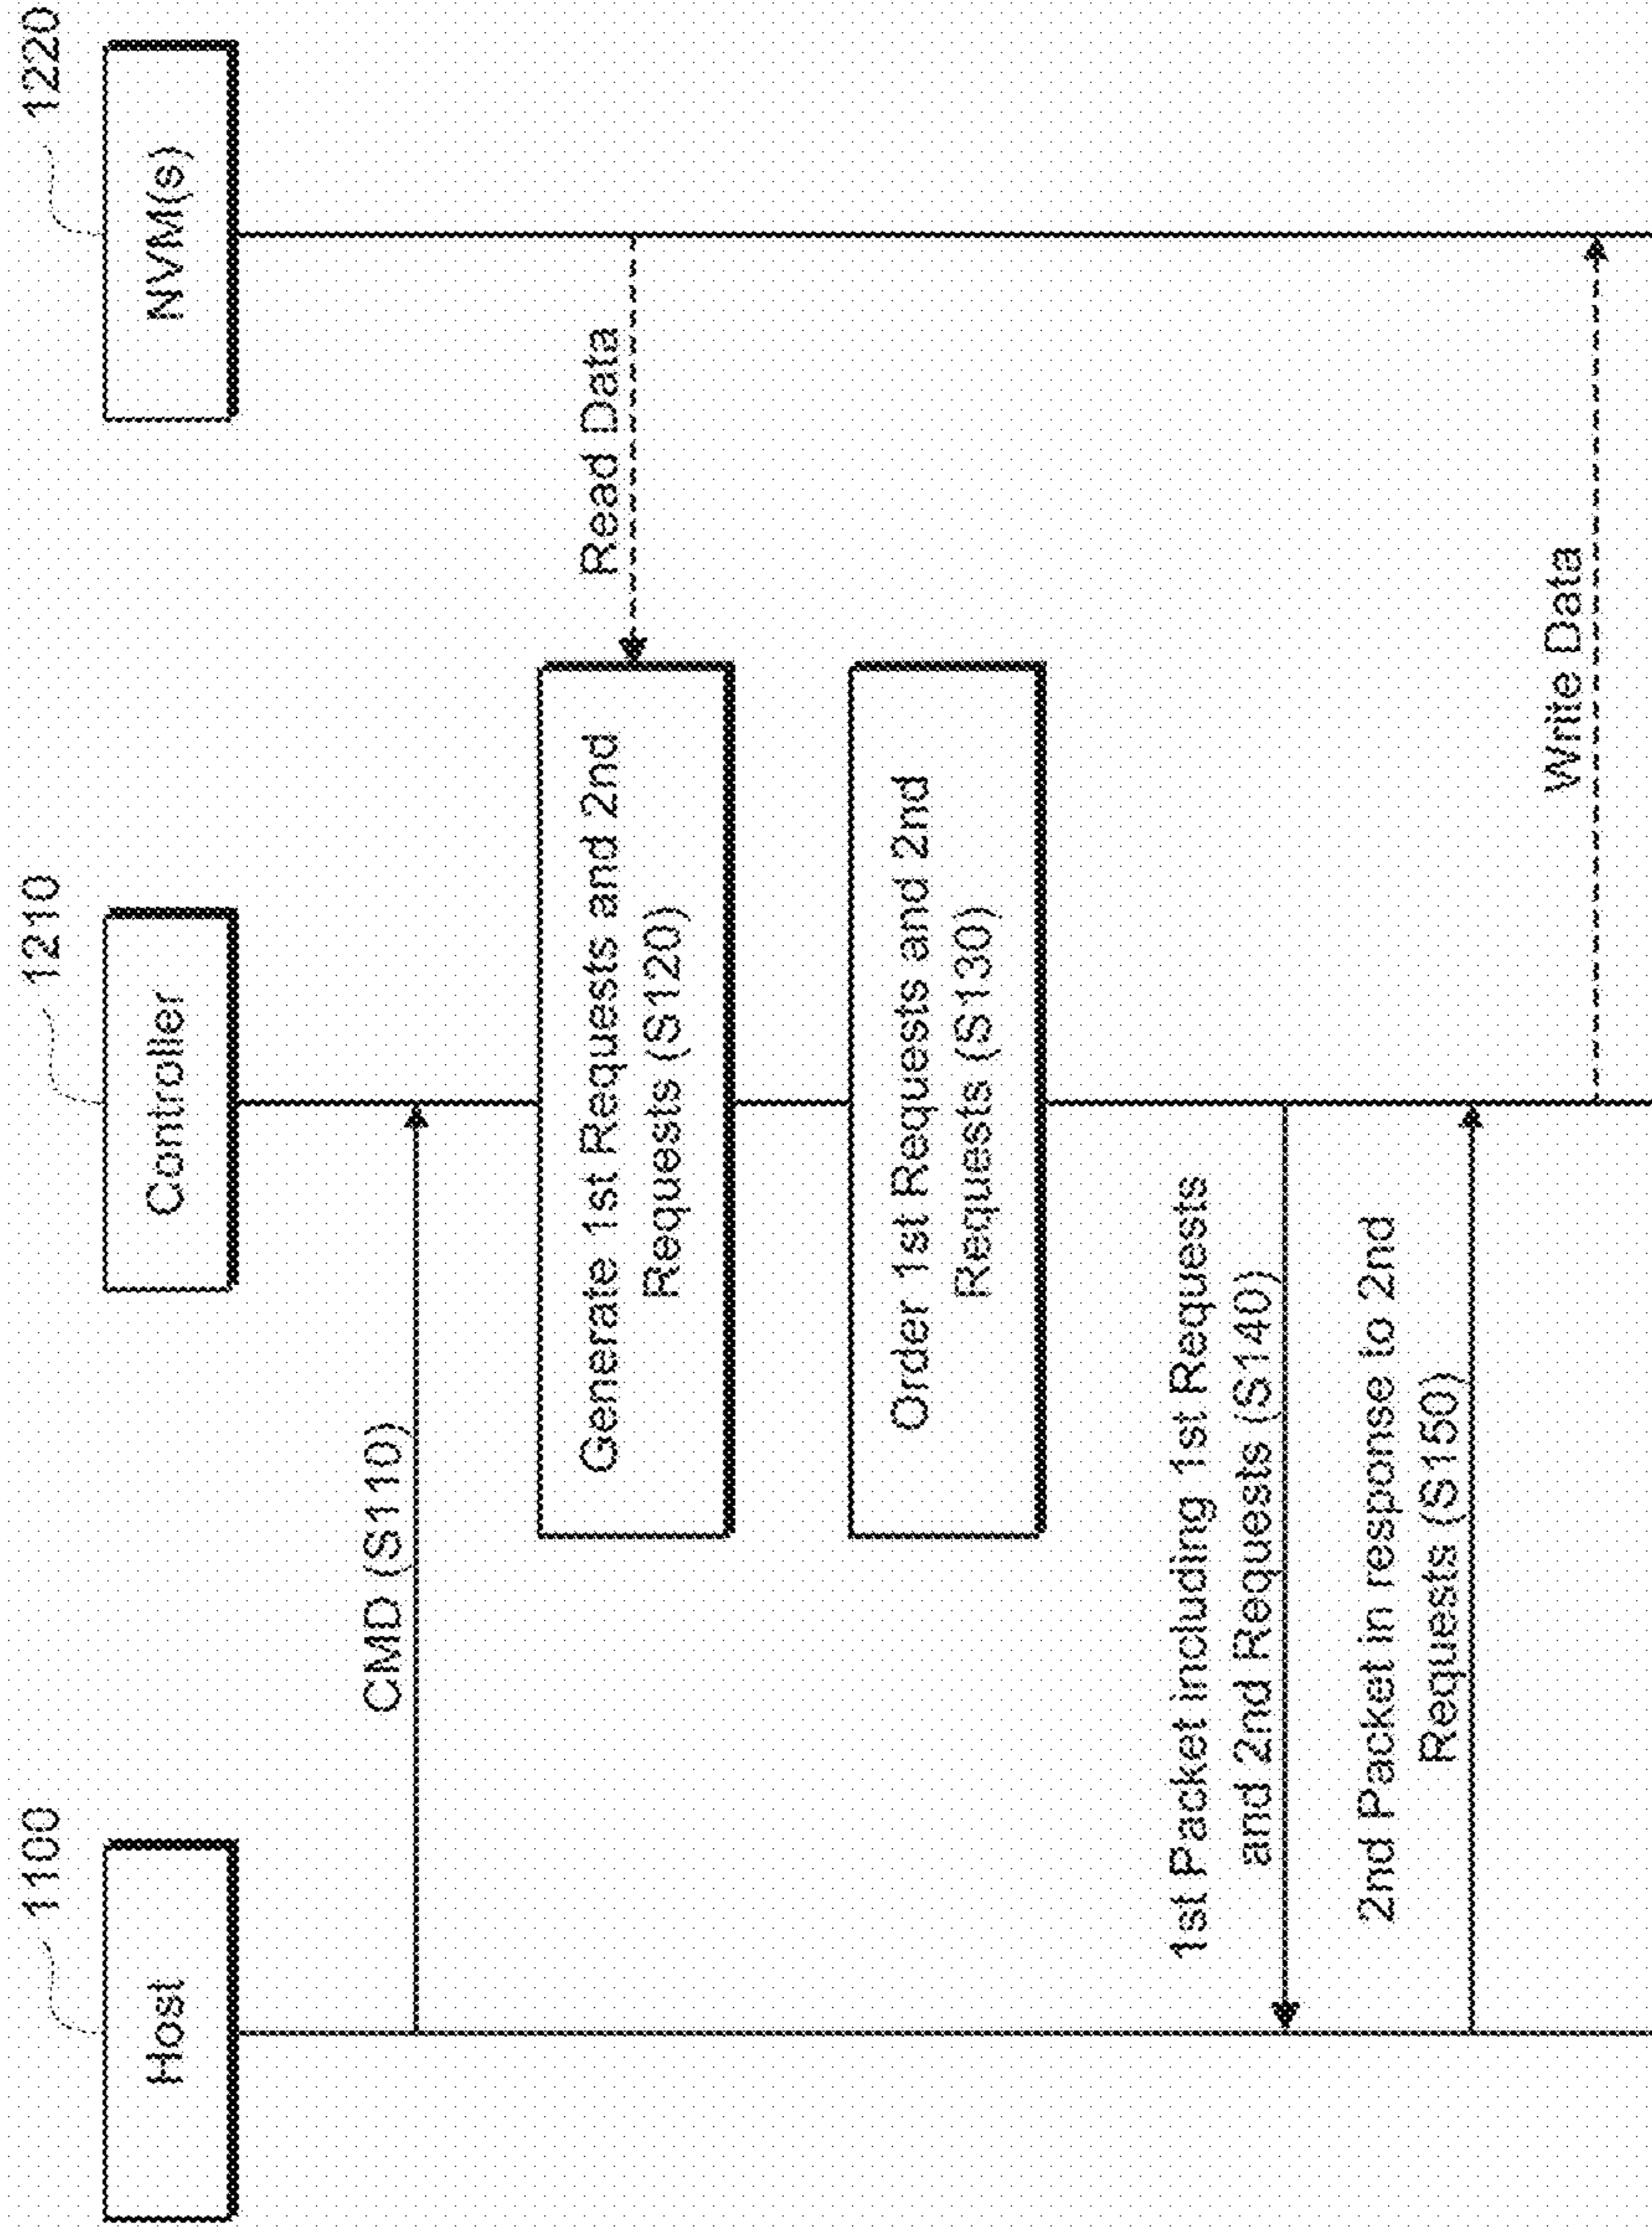 1100
1210
1220
Host
Controller
NVM(s)
CMD (S110)
Generate 1st Requests and 2nd
Requests (S120)
Read Data
Order 1st Requests and 2nd
Requests (S130)
1st Packet including 1st Requests
and 2nd Requests (S140)
2nd Packet in response to 2nd
Requests (S150)
Write Data